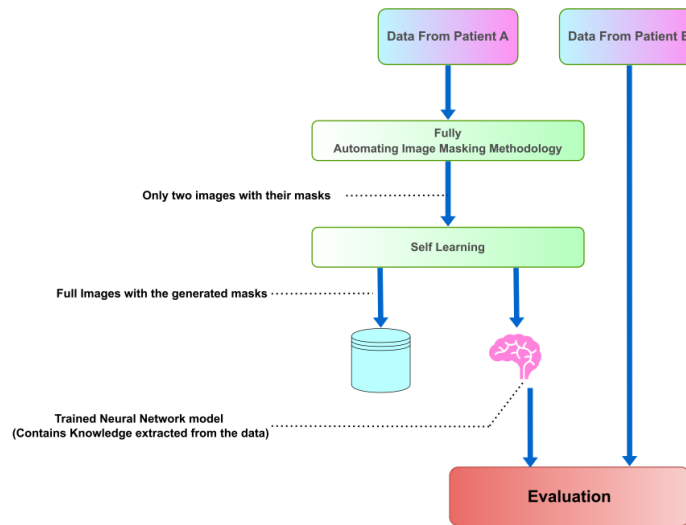 Data From Patient A
Data From Patient B
Fully
Automating Image Masking Methodology
Only two images with their masks
Self Learning
Full Images with the generated masks
Trained Neural Network model
(Contains Knowledge extracted from the data)
Evaluation